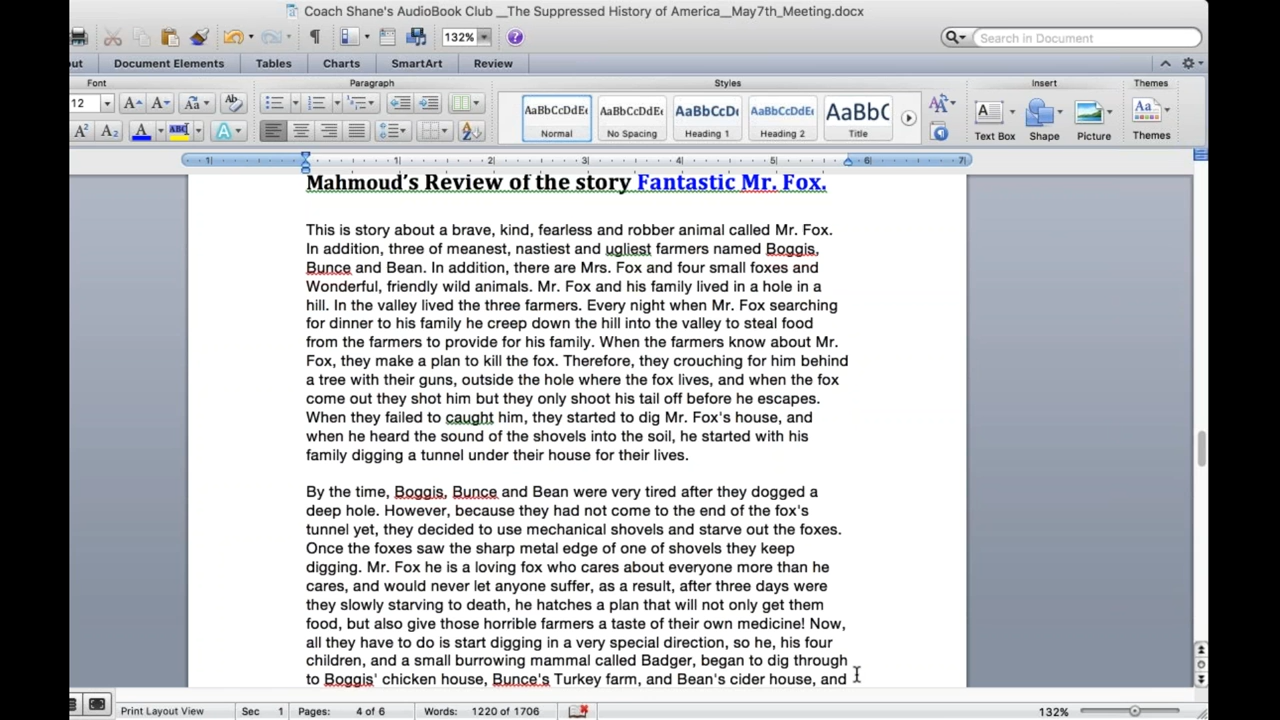 Coach Shane's AudioBook Club __The Suppressed History of America__May7th_Meeting.docx
132%
Search in Document
out Document Elements Tables Charts SmartArt Review
Font Paragraph Styles Insert Themes
12
AaBbCcDdEe AaBbCcDdEe AaBbCcDc AaBbCcDdEe AaBbC
Normal No Spacing Heading 1 Heading 2 Title
Text Box Shape Picture Themes
1 1 2 3 4 5 6 7
Mahmoud's Review of the story Fantastic Mr. Fox.
This is story about a brave, kind, fearless and robber animal called Mr. Fox.
In addition, three of meanest, nastiest and ugliest farmers named Boggis,
Bunce and Bean. In addition, there are Mrs. Fox and four small foxes and
Wonderful, friendly wild animals. Mr. Fox and his family lived in a hole in a
hill. In the valley lived the three farmers. Every night when Mr. Fox searching
for dinner to his family he creep down the hill into the valley to steal food
from the farmers to provide for his family. When the farmers know about Mr.
Fox, they make a plan to kill the fox. Therefore, they crouching for him behind
a tree with their guns, outside the hole where the fox lives, and when the fox
come out they shot him but they only shoot his tail off before he escapes.
When they failed to caught him, they started to dig Mr. Fox's house, and
when he heard the sound of the shovels into the soil, he started with his
family digging a tunnel under their house for their lives.
By the time, Boggis, Bunce and Bean were very tired after they dogged a
deep hole. However, because they had not come to the end of the fox's
tunnel yet, they decided to use mechanical shovels and starve out the foxes.
Once the foxes saw the sharp metal edge of one of shovels they keep
digging. Mr. Fox he is a loving fox who cares about everyone more than he
cares, and would never let anyone suffer, as a result, after three days were
they slowly starving to death, he hatches a plan that will not only get them
food, but also give those horrible farmers a taste of their own medicine! Now,
all they have to do is start digging in a very special direction, so he, his four
children, and a small burrowing mammal called Badger, began to dig through
to Boggis' chicken house, Bunce's Turkey farm, and Bean's cider house, and
Print Layout View Sec 1 Pages: 4 of 6 Words: 1220 of 1706 132%